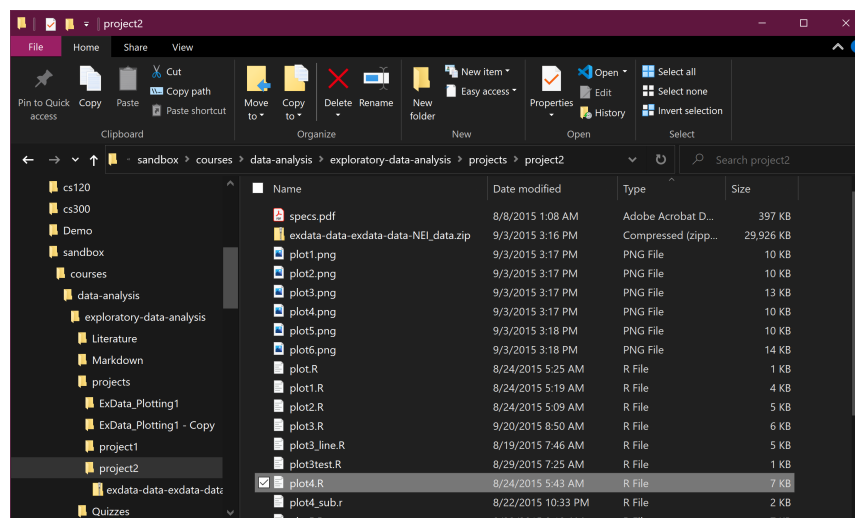 project2
File Home Share View
Pin to Quick access
Copy
Paste
Cut
Copy path
Paste shortcut
Clipboard
Move to
Copy to
Delete
Rename
Organize
New folder
New item
Easy access
New
Properties
Open
Edit
History
Open
Select all
Select none
Invert selection
Select
sandbox > courses > data-analysis > exploratory-data-analysis > projects > project2
Search project2
cs120
cs300
Demo
sandbox
courses
data-analysis
exploratory-data-analysis
Literature
Markdown
projects
ExData_Plotting1
ExData_Plotting1 - Copy
project1
project2
exdata-data-exdata-data
Quizzes
Name Date modified Type Size
specs.pdf 8/8/2015 1:08 AM Adobe Acrobat D... 397 KB
exdata-data-exdata-data-NEI_data.zip 9/3/2015 3:16 PM Compressed (zipp... 29,926 KB
plot1.png 9/3/2015 3:17 PM PNG File 10 KB
plot2.png 9/3/2015 3:17 PM PNG File 10 KB
plot3.png 9/3/2015 3:17 PM PNG File 13 KB
plot4.png 9/3/2015 3:17 PM PNG File 10 KB
plot5.png 9/3/2015 3:18 PM PNG File 10 KB
plot6.png 9/3/2015 3:18 PM PNG File 14 KB
plot.R 8/24/2015 5:25 AM R File 1 KB
plot1.R 8/24/2015 5:19 AM R File 4 KB
plot2.R 8/24/2015 5:09 AM R File 5 KB
plot3.R 9/20/2015 8:50 AM R File 6 KB
plot3_line.R 8/19/2015 7:46 AM R File 5 KB
plot3test.R 8/29/2015 7:25 AM R File 1 KB
plot4.R 8/24/2015 5:43 AM R File 7 KB
plot4_sub.r 8/22/2015 10:33 PM R File 2 KB